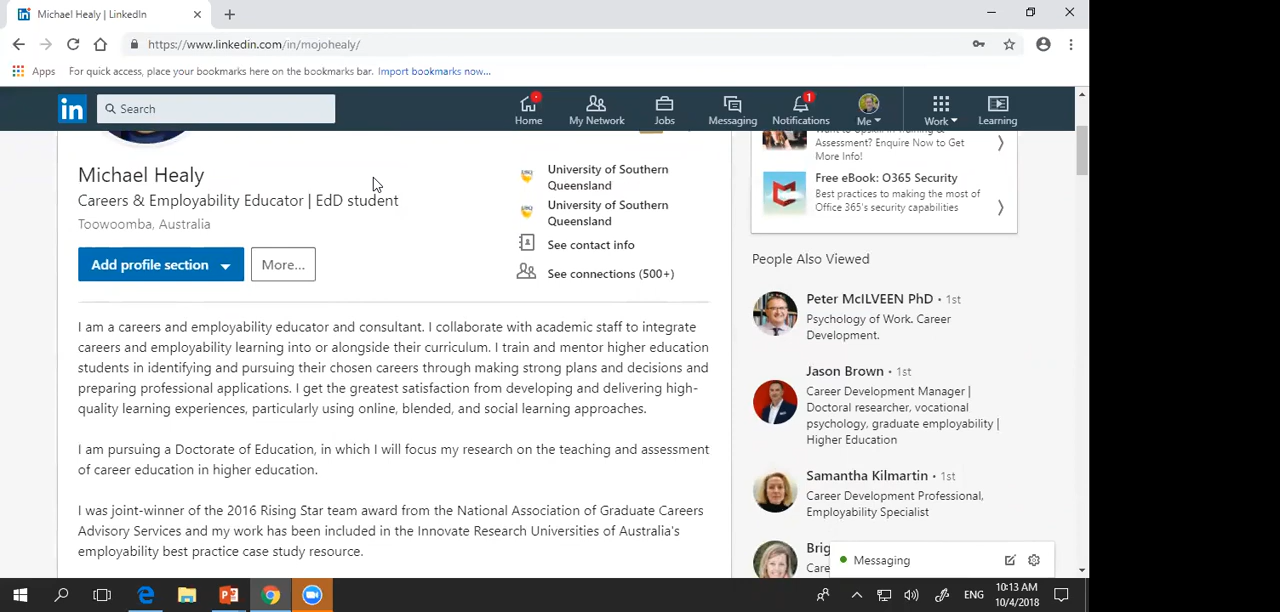 Michael Healy | LinkedIn
https://www.linkedin.com/in/mojohealy/
Apps For quick access, place your bookmarks here on the bookmarks bar. Import bookmarks now...
in Search
Home My Network Jobs Messaging 1 Notifications Me Work Learning
Michael Healy
Careers & Employability Educator | EdD student
Toowoomba, Australia
Add profile section More...
University of Southern
Queensland
University of Southern
Queensland
See contact info
See connections (500+)
I am a careers and employability educator and consultant. I collaborate with academic staff to integrate
careers and employability learning into or alongside their curriculum. I train and mentor higher education
students in identifying and pursuing their chosen careers through making strong plans and decisions and
preparing professional applications. I get the greatest satisfaction from developing and delivering high-
quality learning experiences, particularly using online, blended, and social learning approaches.
I am pursuing a Doctorate of Education, in which I will focus my research on the teaching and assessment
of career education in higher education.
I was joint-winner of the 2016 Rising Star team award from the National Association of Graduate Careers
Advisory Services and my work has been included in the Innovate Research Universities of Australia's
employability best practice case study resource.
Want to Upskill in Training &
Assessment? Enquire Now to Get
More Info!
Free eBook: O365 Security
Best practices to making the most of
Office 365's security capabilities
People Also Viewed
Peter McILVEEN PhD • 1st
Psychology of Work. Career
Development.
Jason Brown • 1st
Career Development Manager |
Doctoral researcher, vocational
psychology, graduate employability |
Higher Education
Samantha Kilmartin • 1st
Career Development Professional,
Employability Specialist
Brig
Care
Messaging
ENG
10:13 AM
10/4/2018